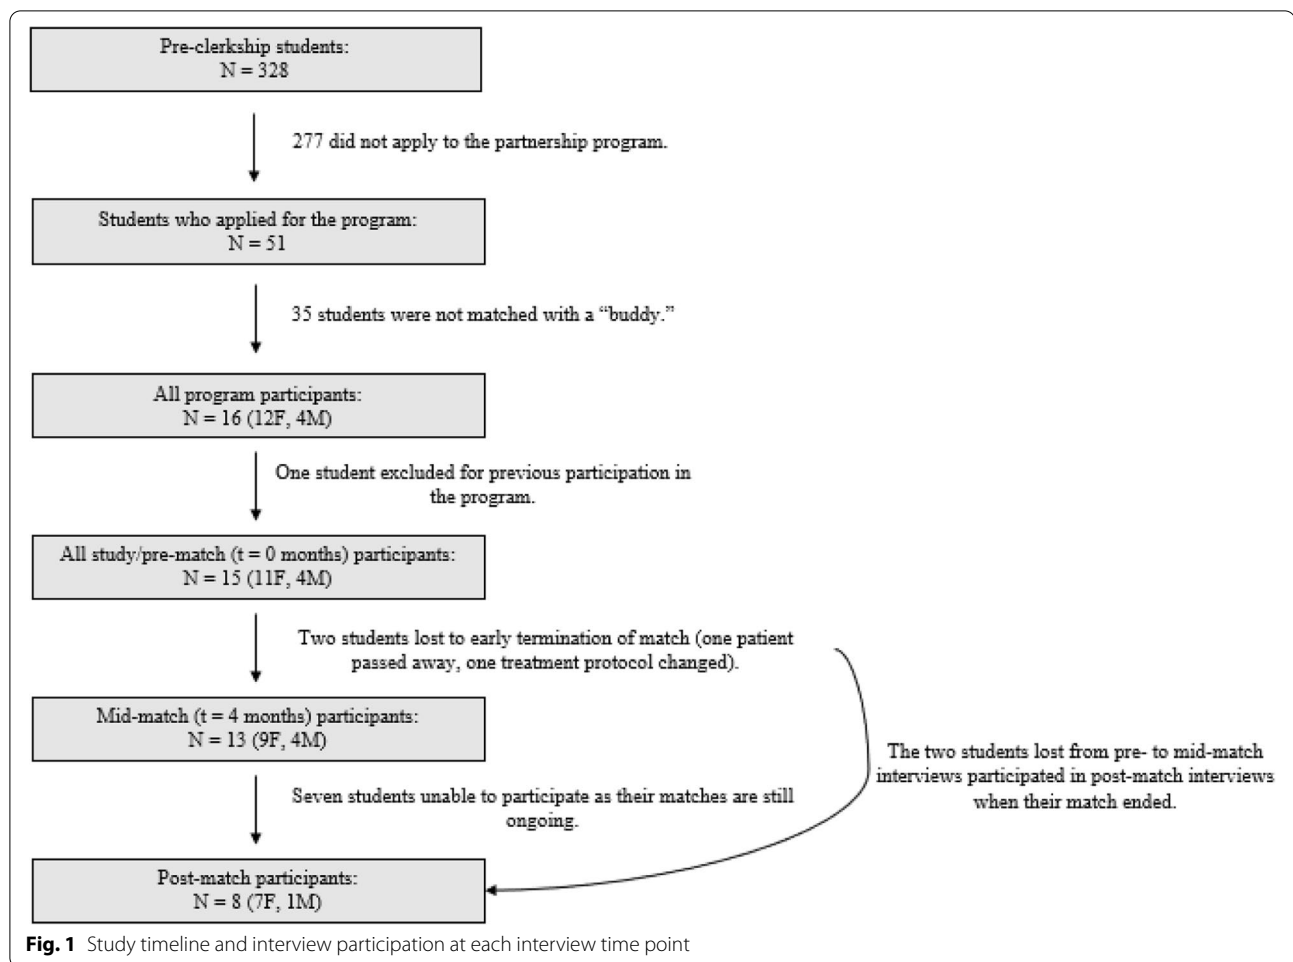 Pre-clerkship students:
N = 328
277 did not apply to the partnership program.
Students who applied for the program:
N = 51
35 students were not matched with a “buddy.”
All program participants:
N = 16 (12F, 4M)
One student excluded for previous participation in
the program.
All study/pre-match (t = 0 months) participants:
N = 15 (11F, 4M)
Two students lost to early termination of match (one patient
passed away, one treatment protocol changed).
Mid-match (t = 4 months) participants:
N = 13 (9F, 4M)
The two students lost from pre- to mid-match
interviews participated in post-match interviews
when their match ended.
Seven students unable to participate as their matches are still
ongoing.
Post-match participants:
N = 8 (7F, 1M)
Fig. 1 Study timeline and interview participation at each interview time point